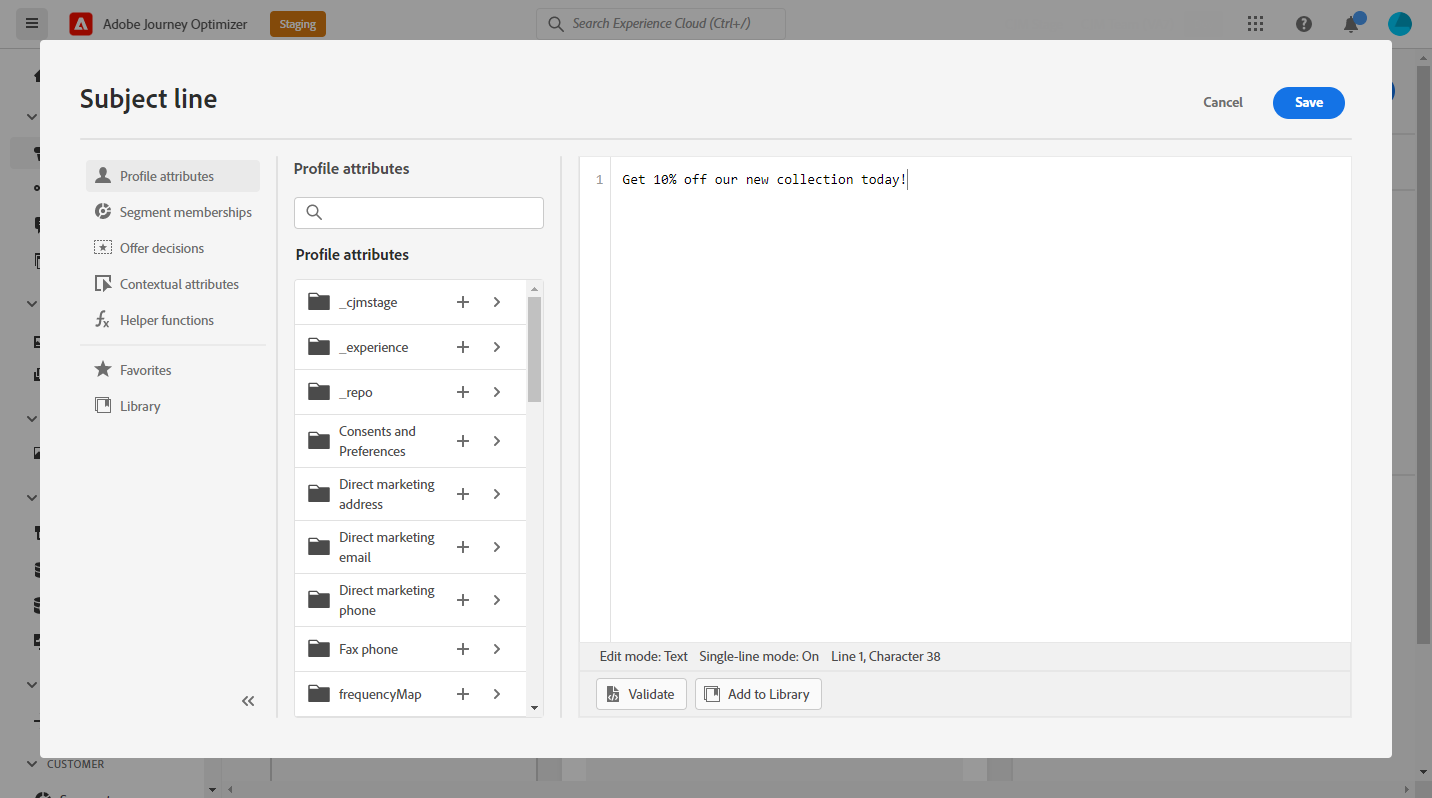 Adobe Journey Optimizer
Staging
Search Experience Cloud (Ctrl+/)
Subject line
Cancel
Save
Profile attributes
Segment memberships
Offer decisions
Contextual attributes
Helper functions
Favorites
Library
Profile attributes
Profile attributes
_cjmstage
_experience
_repo
Consents and
Preferences
Direct marketing
address
Direct marketing
email
Direct marketing
phone
Fax phone
frequencyMap
1 Get 10% off our new collection today!
Edit mode: Text Single-line mode: On Line 1, Character 38
Validate
Add to Library
CUSTOMER